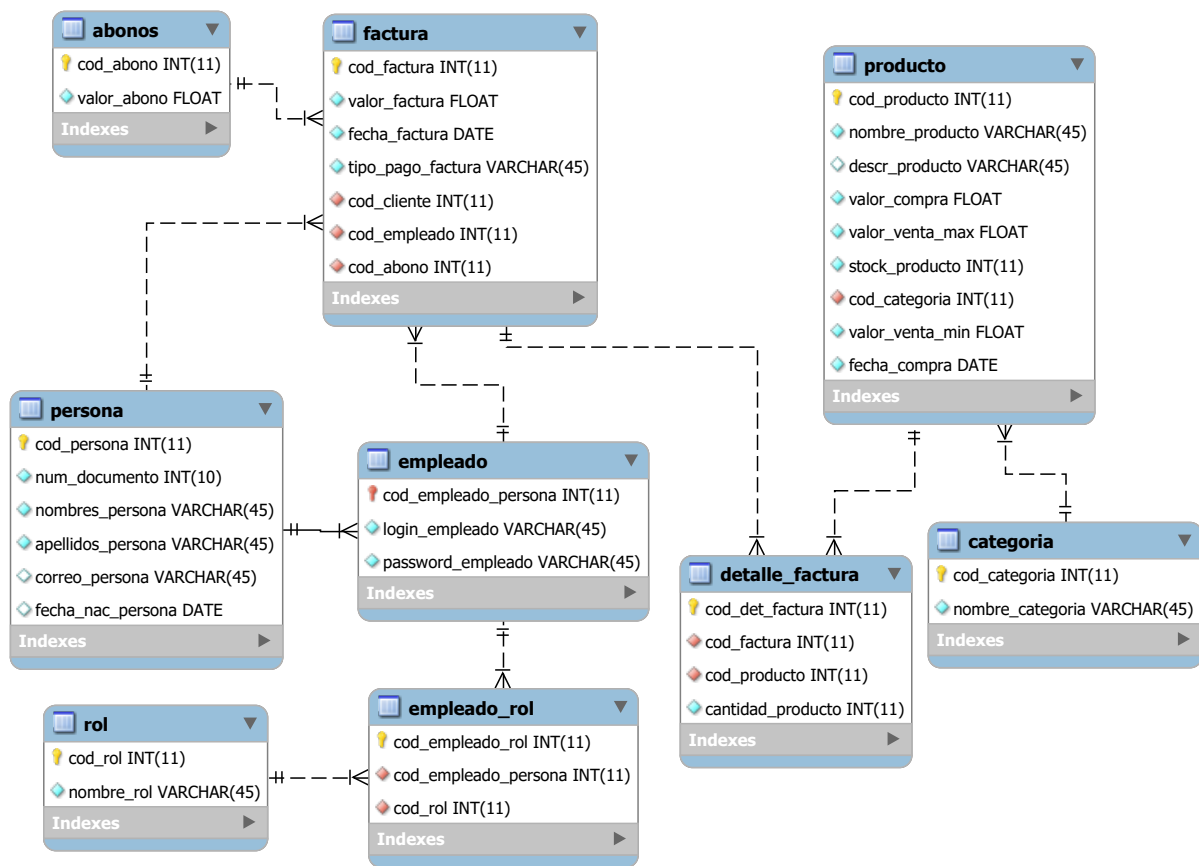 abonos
cod_abono INT(11)
valor_abono FLOAT
Indexes
factura
cod_factura INT(11)
valor_factura FLOAT
fecha_factura DATE
tipo_pago_factura VARCHAR(45)
cod_cliente INT(11)
cod_empleado INT(11)
cod_abono INT(11)
Indexes
producto
cod_producto INT(11)
nombre_producto VARCHAR(45)
descr_producto VARCHAR(45)
valor_compra FLOAT
valor_venta_max FLOAT
stock_producto INT(11)
cod_categoria INT(11)
valor_venta_min FLOAT
fecha_compra DATE
Indexes
persona
cod_persona INT(11)
num_documento INT(10)
nombres_persona VARCHAR(45)
apellidos_persona VARCHAR(45)
correo_persona VARCHAR(45)
fecha_nac_persona DATE
Indexes
empleado
cod_empleado_persona INT(11)
login_empleado VARCHAR(45)
password_empleado VARCHAR(45)
Indexes
detalle_factura
cod_det_factura INT(11)
cod_factura INT(11)
cod_producto INT(11)
cantidad_producto INT(11)
Indexes
categoria
cod_categoria INT(11)
nombre_categoria VARCHAR(45)
Indexes
rol
cod_rol INT(11)
nombre_rol VARCHAR(45)
Indexes
empleado_rol
cod_empleado_rol INT(11)
cod_empleado_persona INT(11)
cod_rol INT(11)
Indexes